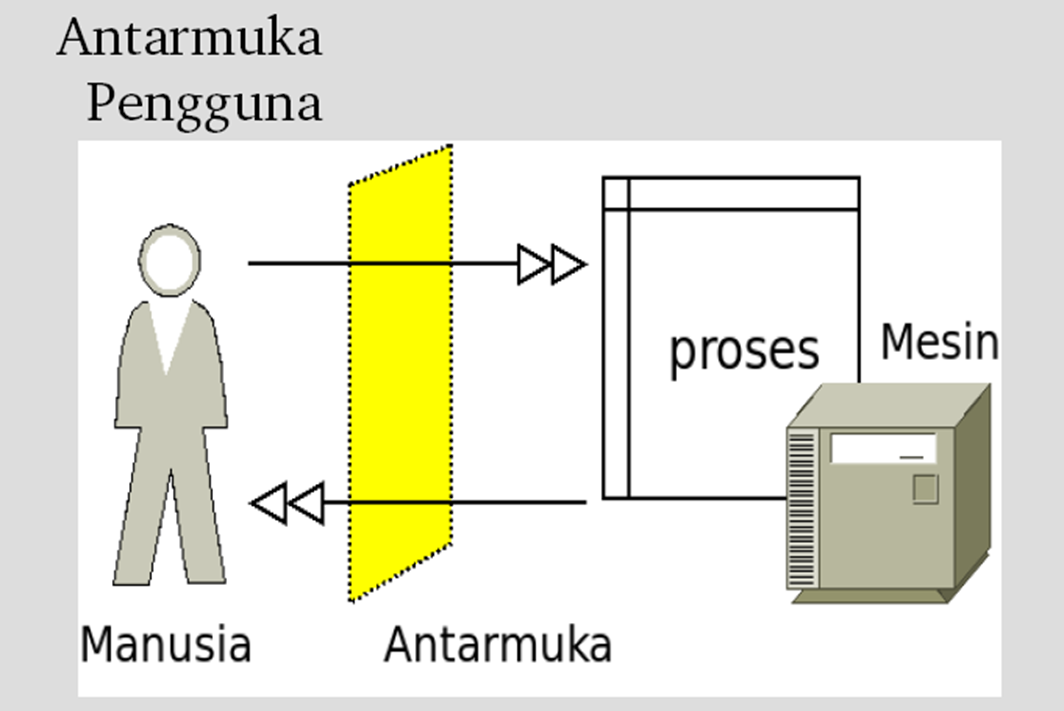 Antarmuka
Pengguna
proses
Mesin
Manusia
Antarmuka